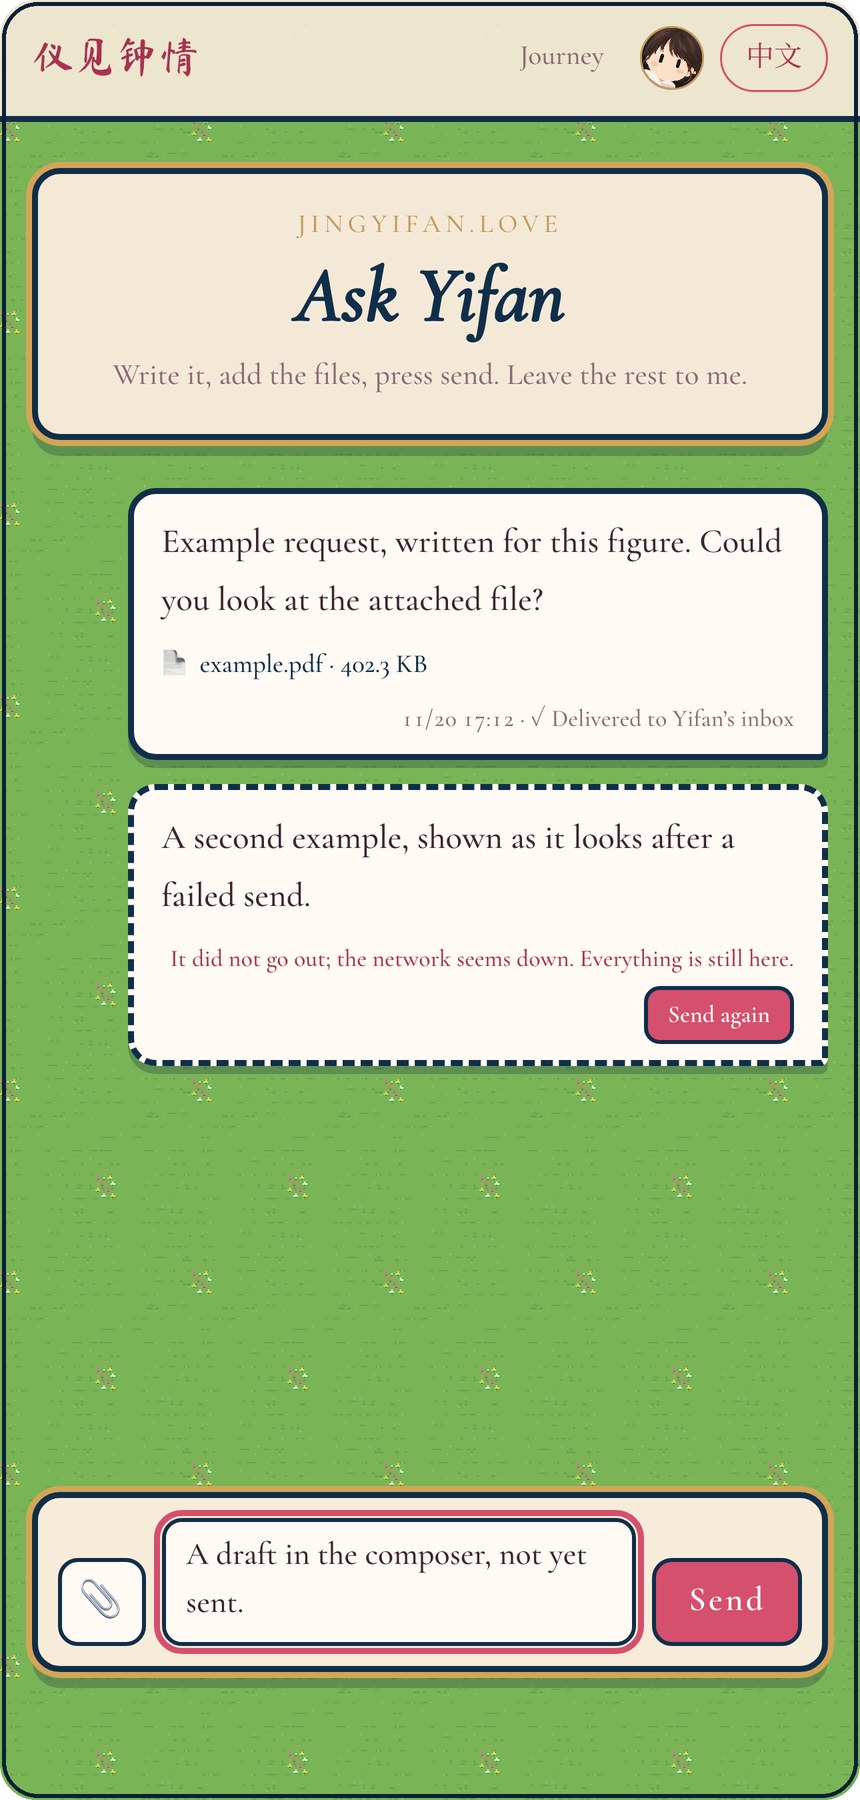 仪见钟情
Journey
中文
JINGYIFAN.LOVE
Ask Yifan
Write it, add the files, press send. Leave the rest to me.
Example request, written for this figure. Could
you look at the attached file?
example.pdf · 402.3 KB
11/20 17:12 · ✓ Delivered to Yifan’s inbox
A second example, shown as it looks after a
failed send.
It did not go out; the network seems down. Everything is still here.
Send again
A draft in the composer, not yet
sent.
Send